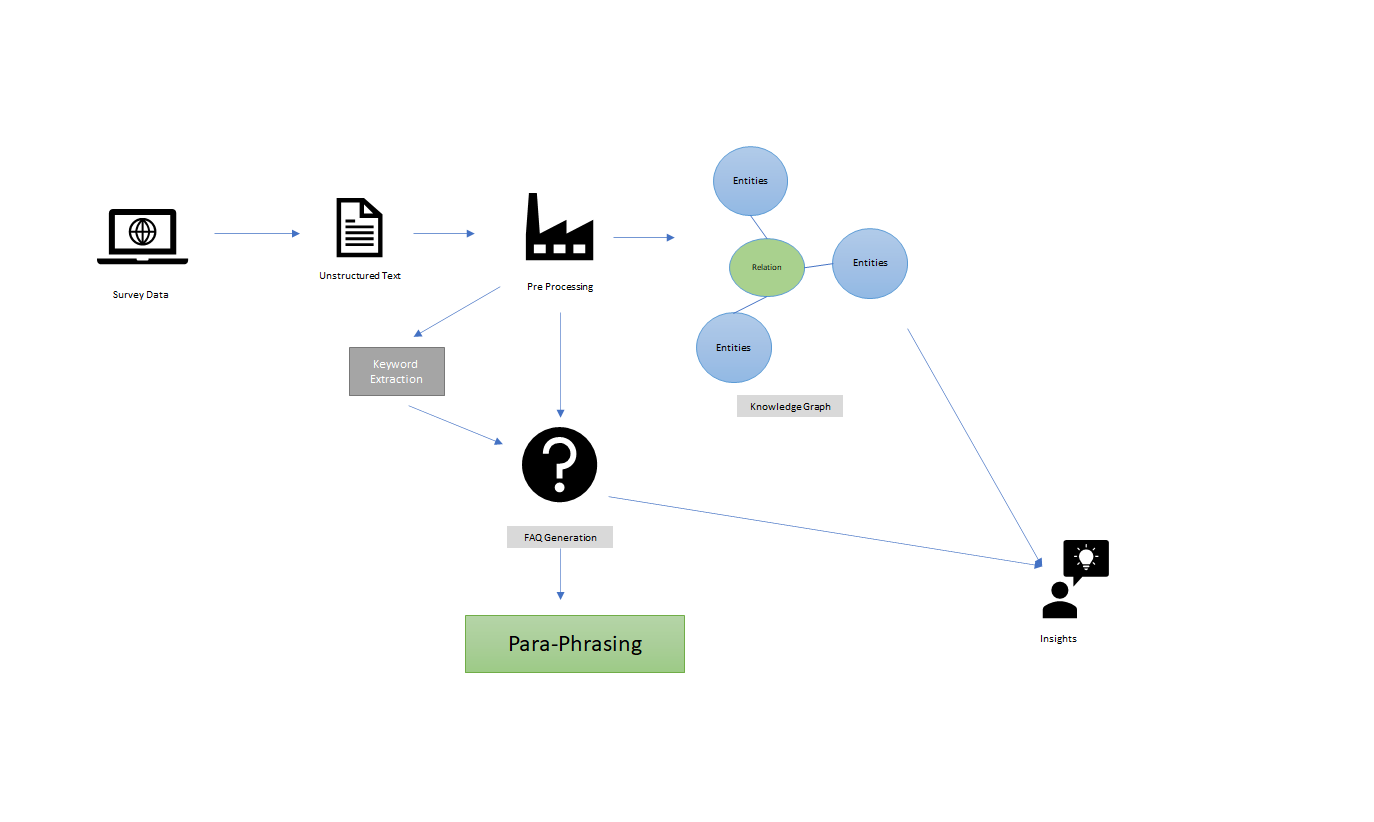 Entities
Entities
Relation
Unstructured Text
Pre Processing
Survey Data
Entities
Keyword
Extraction
Knowledge Graph
FAQ Generation
Para-Phrasing
Insights